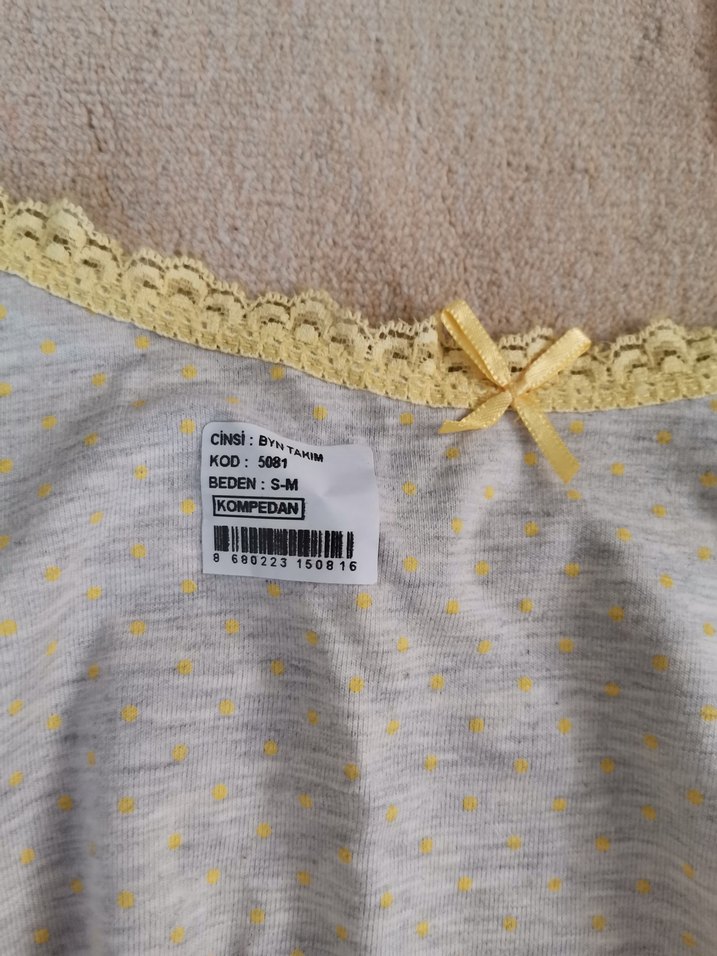 CİNSİ : BYN TAKIM
KOD : 5081
BEDEN : S-M
KOMPEDAN
8 680223 150816